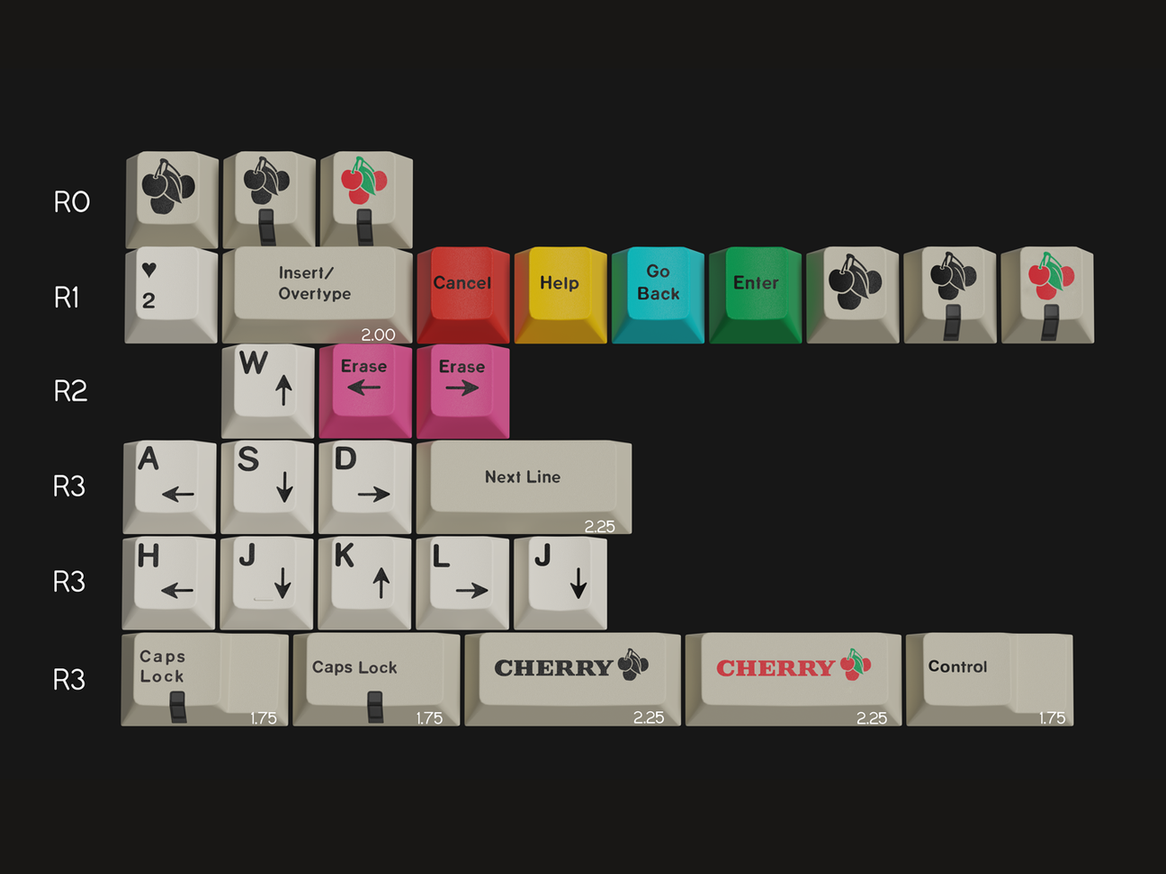 R0
R1
♥
2
Insert/
Overtype
2.00
Cancel
Help
Go
Back
Enter
R2
W
↑
Erase
←
Erase
→
R3
A
←
S
↓
D
→
Next Line
2.25
R3
H
←
J
↓
K
↑
L
→
J
↓
R3
Caps
Lock
1.75
Caps Lock
1.75
CHERRY
2.25
CHERRY
2.25
Control
1.75